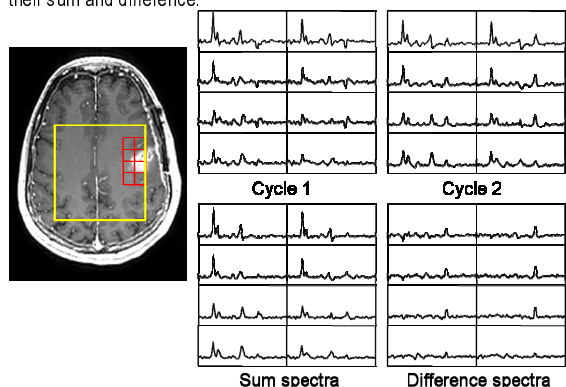 their sum and difference.
Cycle 1
Cycle 2
Sum spectra
Difference spectra